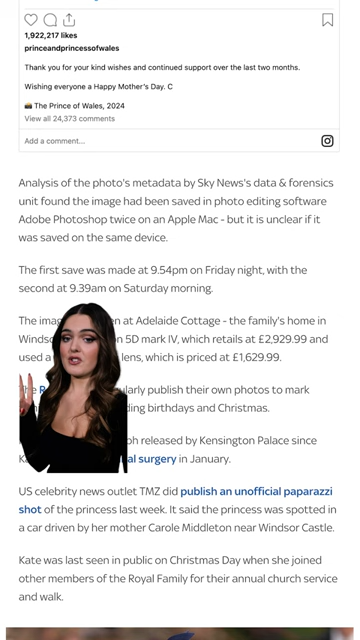 1,922,217 likes
princeandprincessofwales
Thank you for your kind wishes and continued support over the last two months.
Wishing everyone a Happy Mother's Day. C
📸 The Prince of Wales, 2024
View all 24,373 comments
Add a comment...
Analysis of the photo's metadata by Sky News's data & forensics
unit found the image had been saved in photo editing software
Adobe Photoshop twice on an Apple Mac - but it is unclear if it
was saved on the same device.
The first save was made at 9.54pm on Friday night, with the
second at 9.39am on Saturday morning.
The at Adelaide Cottage - the family's home in
5D mark IV, which retails at £2,929.99 and
used a lens, which is priced at £1,629.99.
publish their own photos to mark
birthdays and Christmas.
released by Kensington Palace since
surgery in January.
US celebrity news outlet TMZ did publish an unofficial paparazzi
shot of the princess last week. It said the princess was spotted in
a car driven by her mother Carole Middleton near Windsor Castle.
Kate was last seen in public on Christmas Day when she joined
other members of the Royal Family for their annual church service
and walk.